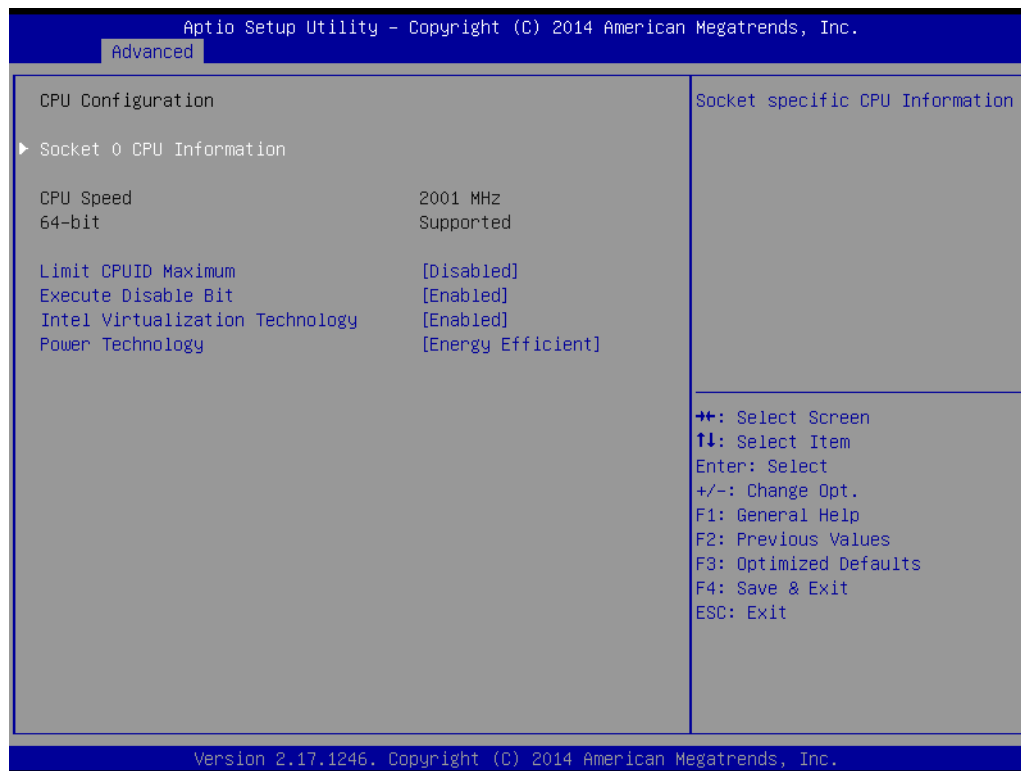 Aptio Setup Utility – Copyright (C) 2014 American Megatrends, Inc.
Advanced
CPU Configuration
Socket 0 CPU Information
CPU Speed 2001 MHz
64-bit Supported
Limit CPUID Maximum [Disabled]
Execute Disable Bit [Enabled]
Intel Virtualization Technology [Enabled]
Power Technology [Energy Efficient]
Socket specific CPU Information
→←: Select Screen
↑↓: Select Item
Enter: Select
+/-: Change Opt.
F1: General Help
F2: Previous Values
F3: Optimized Defaults
F4: Save & Exit
ESC: Exit
Version 2.17.1246. Copyright (C) 2014 American Megatrends, Inc.